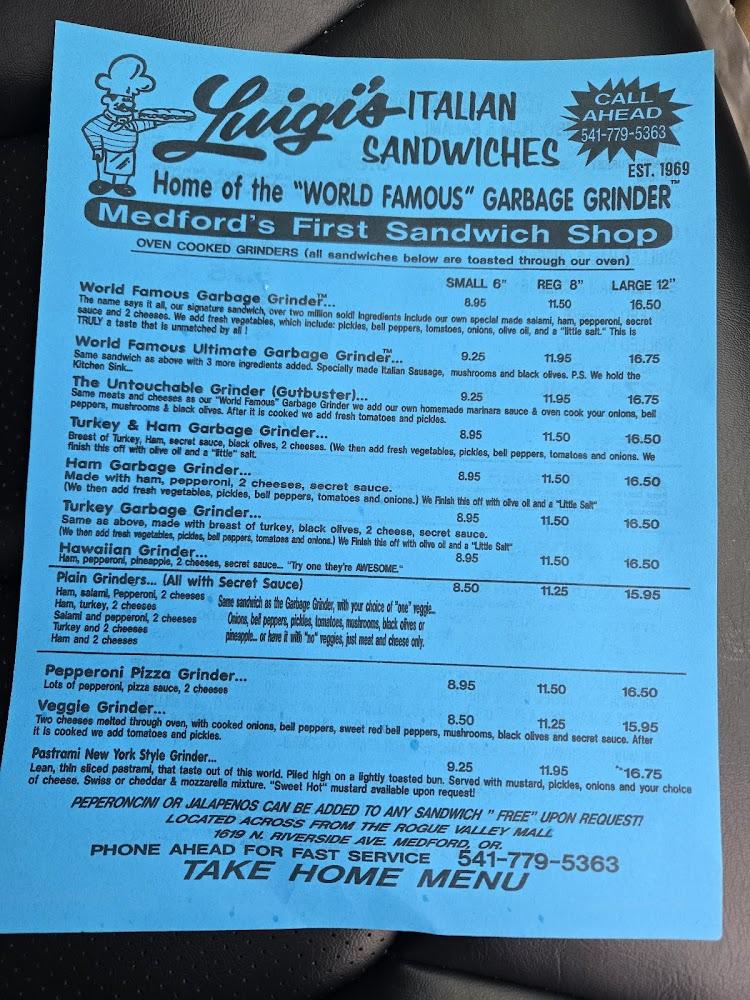 Luigi's ITALIAN
SANDWICHES
CALL
AHEAD
541-779-5363
EST. 1969
Home of the "WORLD FAMOUS" GARBAGE GRINDER™
Medford's First Sandwich Shop
OVEN COOKED GRINDERS (all sandwiches below are toasted through our oven)
SMALL 6" REG 8" LARGE 12"
World Famous Garbage Grinder™... 8.95 11.50 16.50
The name says it all, our signature sandwich, over two million sold! Ingredients include our own special made salami, ham, pepperoni, secret
sauce and 2 cheeses. We add fresh vegetables, which include: pickles, bell peppers, tomatoes, onions, olive oil, and a "little salt." This is
TRULY a taste that is unmatched by all !
World Famous Ultimate Garbage Grinder™... 9.25 11.95 16.75
Same sandwich as above with 3 more ingredients added. Specially made Italian Sausage, mushrooms and black olives. P.S. We hold the
Kitchen Sink...
The Untouchable Grinder (Gutbuster)... 9.25 11.95 16.75
Same meats and cheeses as our "World Famous" Garbage Grinder we add our own homemade marinara sauce & oven cook your onions, bell
peppers, mushrooms & black olives. After it is cooked we add fresh tomatoes and pickles.
Turkey & Ham Garbage Grinder... 8.95 11.50 16.50
Breast of Turkey, Ham, secret sauce, black olives, 2 cheeses. (We then add fresh vegetables, pickles, bell peppers, tomatoes and onions. We
finish this off with olive oil and a "little" salt.
Ham Garbage Grinder... 8.95 11.50 16.50
Made with ham, pepperoni, 2 cheeses, secret sauce.
(We then add fresh vegetables, pickles, bell peppers, tomatoes and onions.) We Finish this off with olive oil and a "Little Salt"
Turkey Garbage Grinder... 8.95 11.50 16.50
Same as above, made with breast of turkey, black olives, 2 cheese, secret sauce.
(We then add fresh vegetables, pickles, bell peppers, tomatoes and onions.) We Finish this off with olive oil and a "Little Salt"
Hawaiian Grinder... 8.95 11.50 16.50
Ham, pepperoni, pineapple, 2 cheeses, secret sauce... "Try one they're AWESOME."
Plain Grinders... (All with Secret Sauce) 8.50 11.25 15.95
Ham, salami, Pepperoni, 2 cheeses
Ham, turkey, 2 cheeses
Salami and pepperoni, 2 cheeses
Turkey and 2 cheeses
Ham and 2 cheeses
Same sandwich as the Garbage Grinder, with your choice of "one" veggie...
Onions, bell peppers, pickles, tomatoes, mushrooms, black olives or
pineapple... or have it with "no" veggies, just meat and cheese only.
Pepperoni Pizza Grinder... 8.95 11.50 16.50
Lots of pepperoni, pizza sauce, 2 cheeses
Veggie Grinder... 8.50 11.25 15.95
Two cheeses melted through oven, with cooked onions, bell peppers, sweet red bell peppers, mushrooms, black olives and secret sauce. After
it is cooked we add tomatoes and pickles.
Pastrami New York Style Grinder... 9.25 11.95 16.75
Lean, thin sliced pastrami, that taste out of this world. Piled high on a lightly toasted bun. Served with mustard, pickles, onions and your choice
of cheese. Swiss or cheddar & mozzarella mixture. "Sweet Hot" mustard available upon request!
PEPERONCINI OR JALAPENOS CAN BE ADDED TO ANY SANDWICH " FREE" UPON REQUEST!
LOCATED ACROSS FROM THE ROGUE VALLEY MALL
1619 N. RIVERSIDE AVE. MEDFORD, OR.
PHONE AHEAD FOR FAST SERVICE 541-779-5363
TAKE HOME MENU